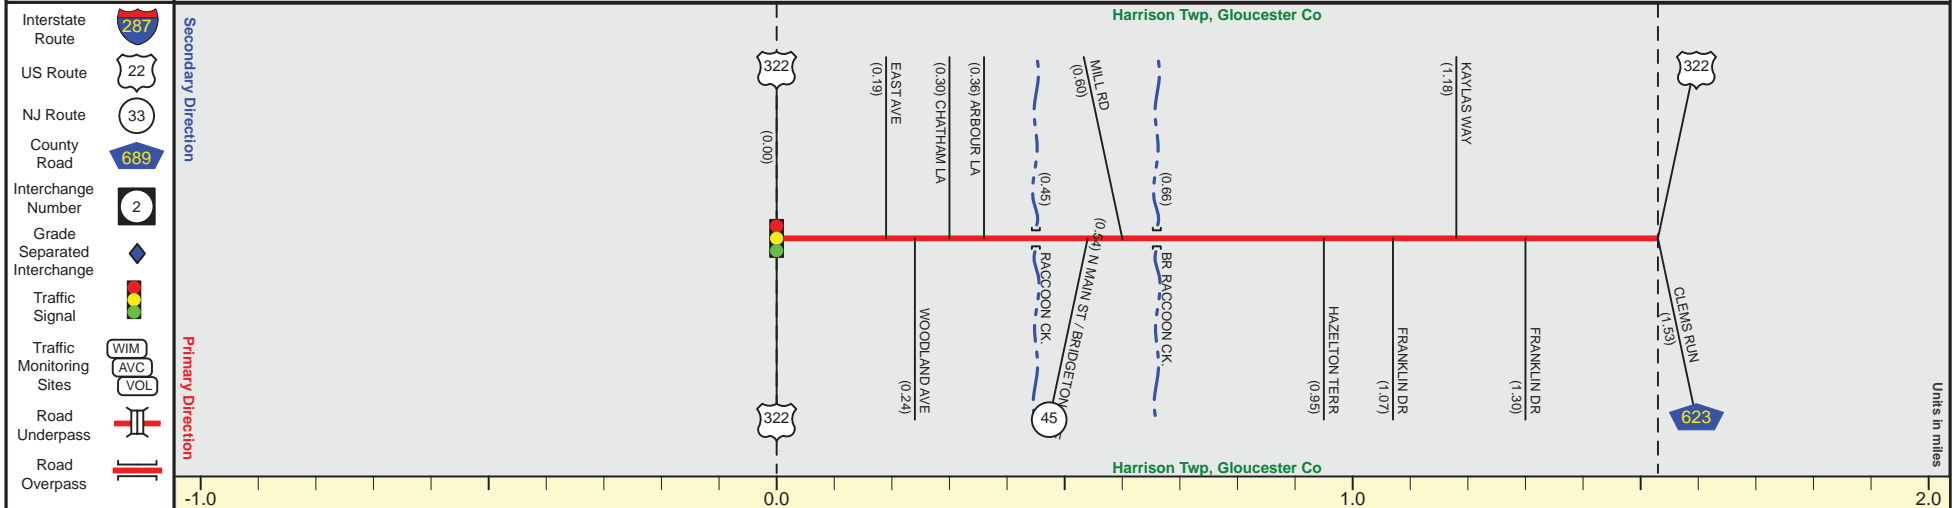 Interstate
Route
287
US Route
22
NJ Route
33
County
Road
689
Interchange
Number
2
Grade
Separated
Interchange
Traffic
Signal
Traffic
Monitoring
Sites
WIM
AVC
VOL
Road
Underpass
Road
Overpass
Secondary Direction
Primary Direction
Harrison Twp, Gloucester Co
322
(0.00)
322
EAST AVE
(0.19)
WOODLAND AVE
(0.24)
(0.30) CHATHAM LA
(0.36) ARBOUR LA
(0.45)
RACCOON CK.
(0.54) N MAIN ST / BRIDGETON
45
MILL RD
(0.60)
(0.66)
BR RACCOON CK.
HAZELTON TERR
(0.95)
FRANKLIN DR
(1.07)
KAYLAS WAY
(1.18)
FRANKLIN DR
(1.30)
322
CLEMS RUN
(1.53)
623
Units in miles
Harrison Twp, Gloucester Co
-1.0
0.0
1.0
2.0